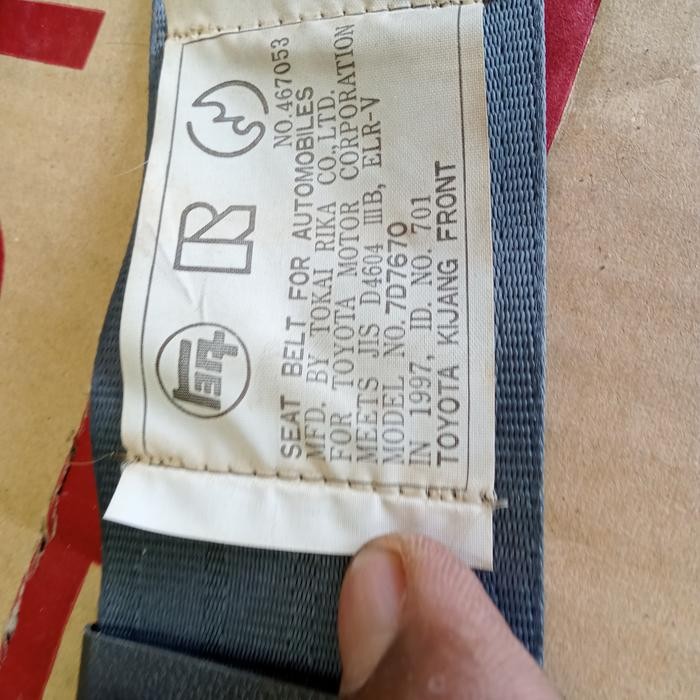 NO.467053
SEAT BELT FOR AUTOMOBILES
MFD. BY TOKAI RIKA CO.,LTD.
FOR TOYOTA MOTOR CORPORATION
MEETS JIS D4604 ⅢB, ELR-V
MODEL NO. 7D7670
IN 1997, ID. NO. 701
TOYOTA KIJANG FRONT